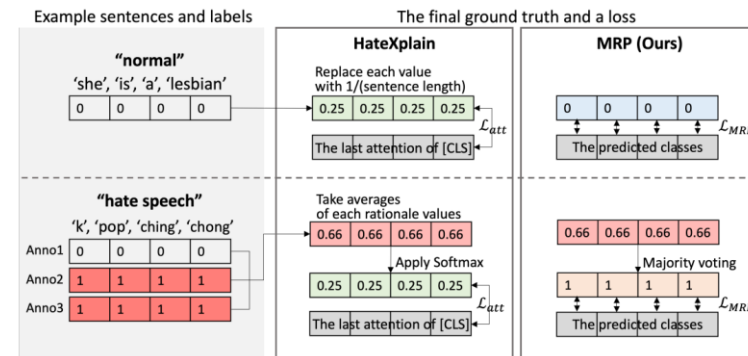 Example sentences and labels
The final ground truth and a loss
"normal"
'she', 'is', 'a', 'lesbian'
0 0 0 0
HateXplain
Replace each value
with 1/(sentence length)
0.25 0.25 0.25 0.25
ℒatt
The last attention of [CLS]
MRP (Ours)
0 0 0 0
The predicted classes
"hate speech"
'k', 'pop', 'ching', 'chong'
Anno1 0 0 0 0
Anno2 1 1 1 1
Anno3 1 1 1 1
Take averages
of each rationale values
0.66 0.66 0.66 0.66
Apply Softmax
0.25 0.25 0.25 0.25
ℒatt
The last attention of [CLS]
0.66 0.66 0.66 0.66
Majority voting
1 1 1 1
The predicted classes